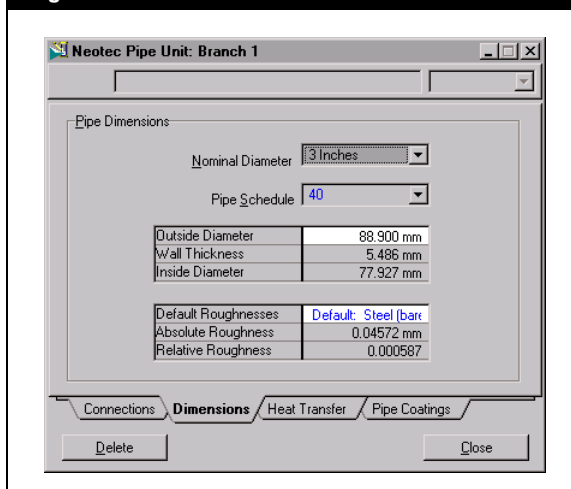 Neotec Pipe Unit: Branch 1
Pipe Dimensions
Nominal Diameter 3 Inches
Pipe Schedule 40
Outside Diameter 88.900 mm
Wall Thickness 5.486 mm
Inside Diameter 77.927 mm
Default Roughnesses Default: Steel (bare
Absolute Roughness 0.04572 mm
Relative Roughness 0.000587
Connections Dimensions Heat Transfer Pipe Coatings
Delete Close